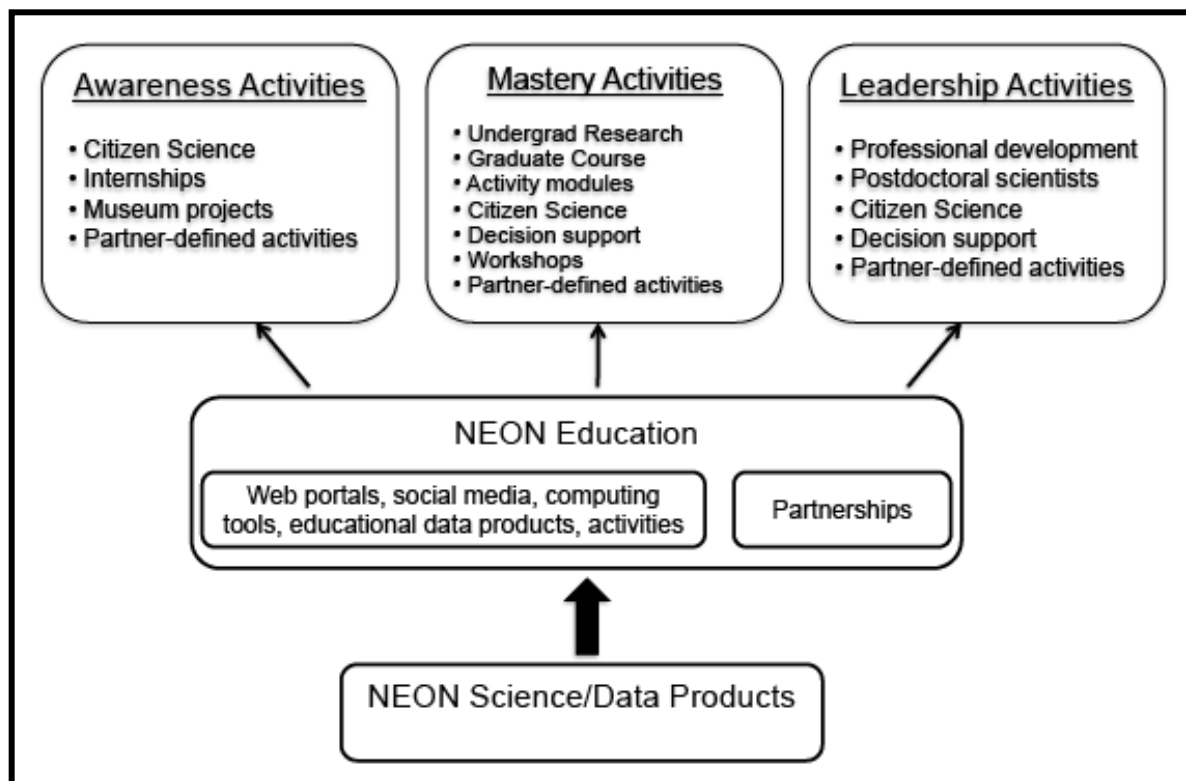 Awareness Activities
• Citizen Science
• Internships
• Museum projects
• Partner-defined activities
Mastery Activities
• Undergrad Research
• Graduate Course
• Activity modules
• Citizen Science
• Decision support
• Workshops
• Partner-defined activities
Leadership Activities
• Professional development
• Postdoctoral scientists
• Citizen Science
• Decision support
• Partner-defined activities
NEON Education
Web portals, social media, computing
tools, educational data products, activities
Partnerships
NEON Science/Data Products